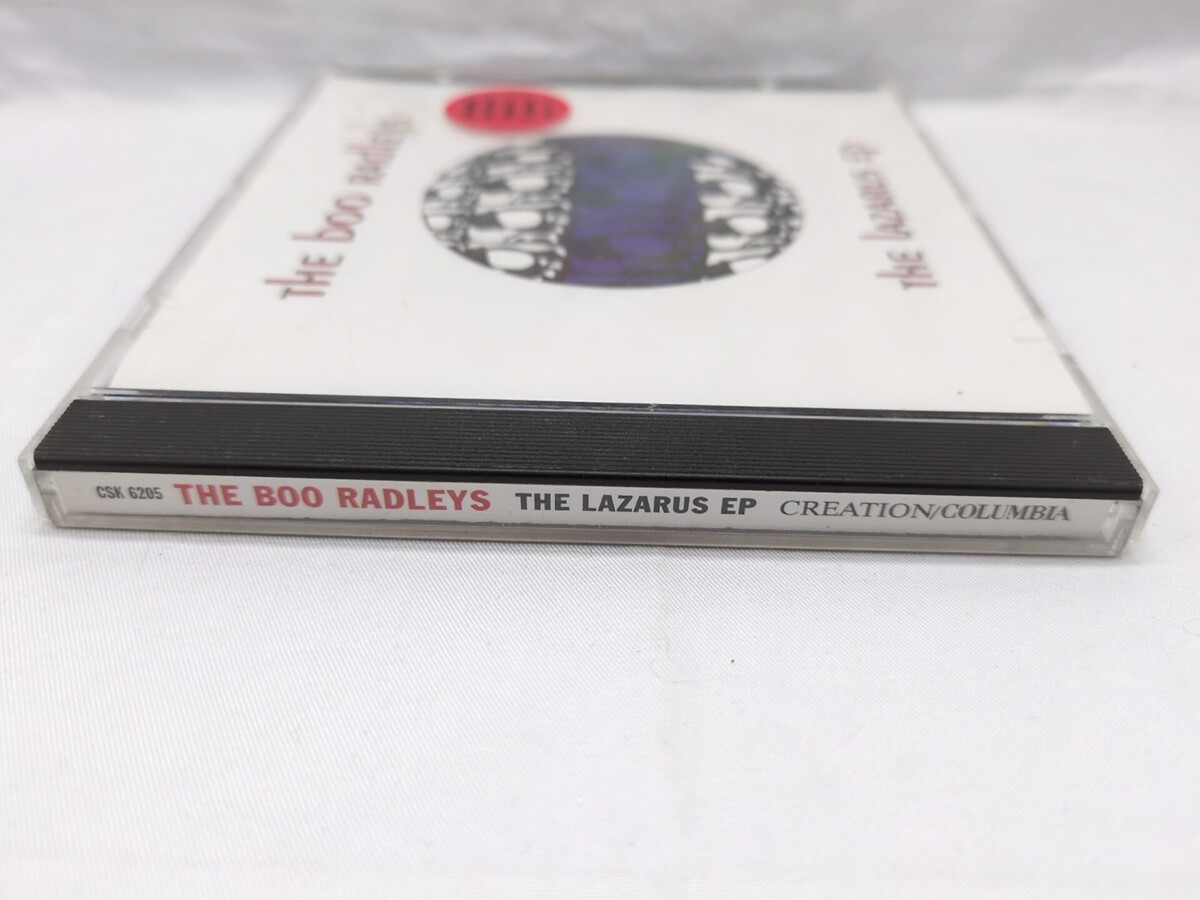 The boo radleys
The lazarus ep
CSK 6205 THE BOO RADLEYS THE LAZARUS EP CREATION/COLUMBIA